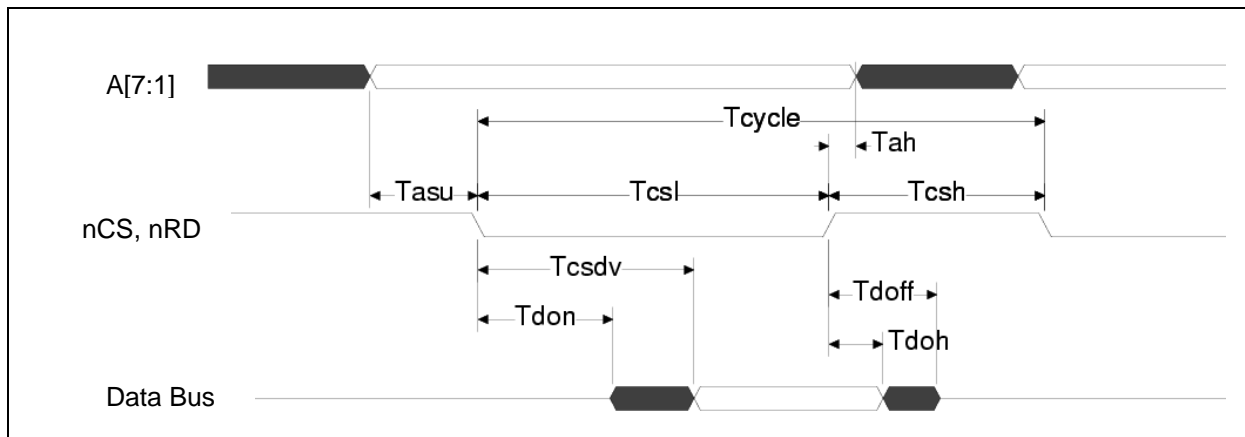 A[7:1]
Tcycle
Tah
Tasu
Tcsl
Tcsh
nCS, nRD
Tcsdv
Tdoff
Tdon
Tdoh
Data Bus